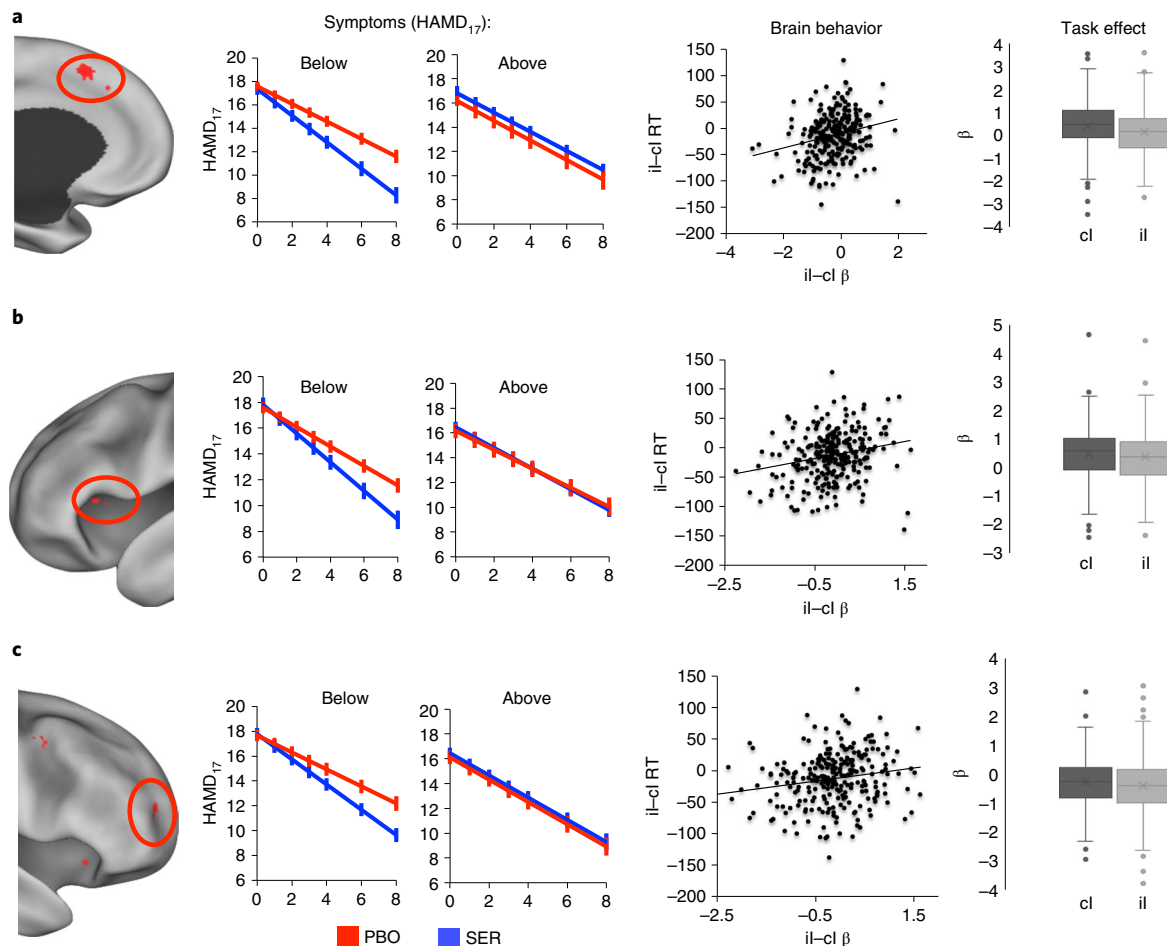 a
Symptoms (HAMD17):
Brain behavior
Task effect
Below
Above
HAMD17
20
18
16
14
12
10
8
6
0 2 4 6 8
20
18
16
14
12
10
8
6
0 2 4 6 8
il–cl RT
150
100
50
0
–50
–100
–150
–200
–4 –2 0 2
il–cl β
β
4
3
2
1
0
–1
–2
–3
–4
cl il
b
Below
Above
HAMD17
20
18
16
14
12
10
8
6
0 2 4 6 8
20
18
16
14
12
10
8
6
0 2 4 6 8
il–cl RT
150
100
50
0
–50
–100
–150
–200
–2.5 –0.5 1.5
il–cl β
β
5
4
3
2
1
0
–1
–2
–3
cl il
c
Below
Above
HAMD17
20
18
16
14
12
10
8
6
0 2 4 6 8
20
18
16
14
12
10
8
6
0 2 4 6 8
il–cl RT
150
100
50
0
–50
–100
–150
–200
–2.5 –0.5 1.5
il–cl β
β
4
3
2
1
0
–1
–2
–3
–4
cl il
PBO SER